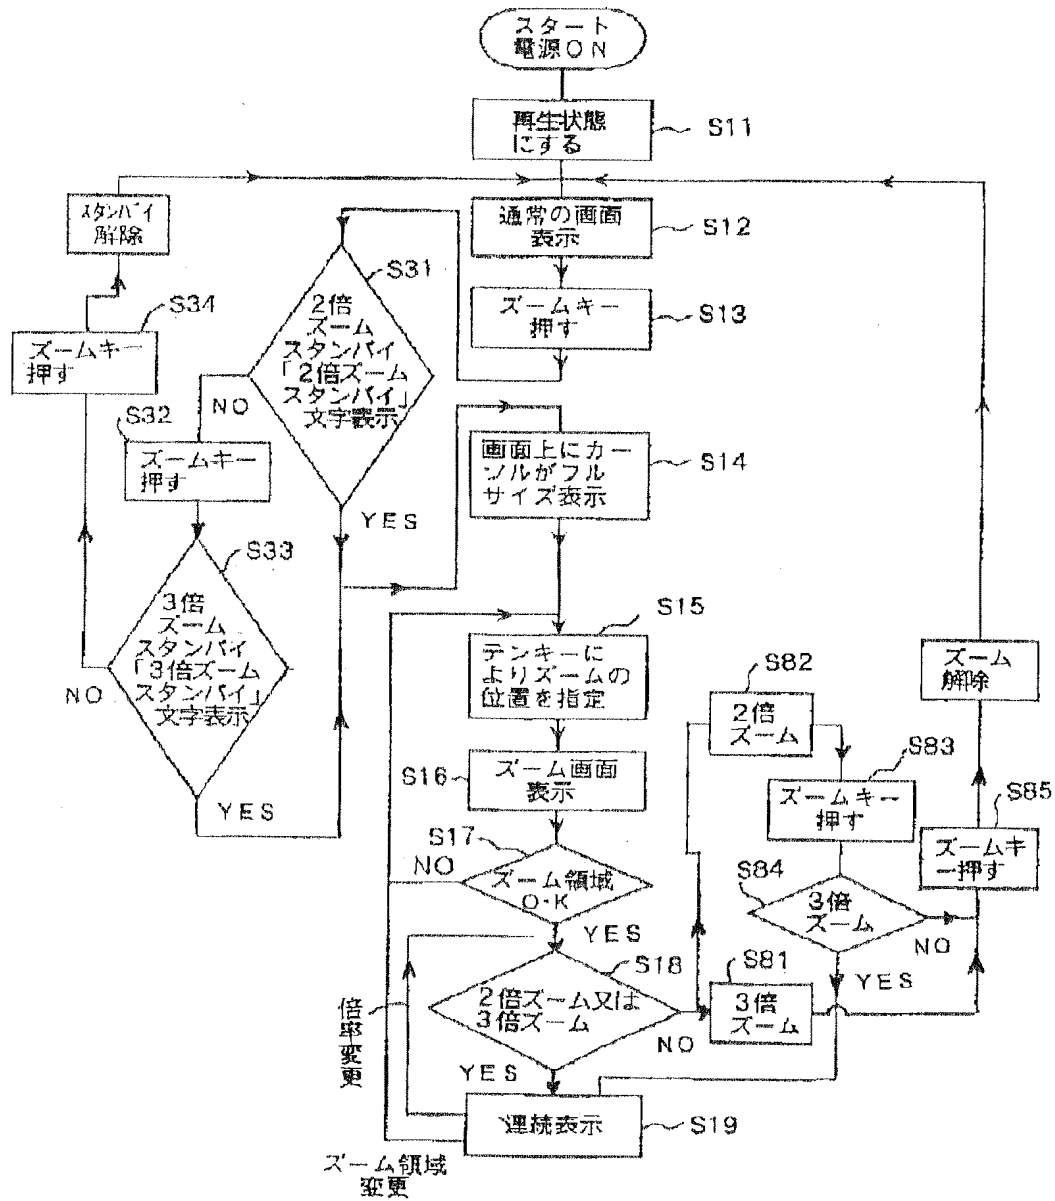 スタート
電源ON
再生状態
にする
S11
スタンバイ
解除
通常の画面
表示
S12
S31
2倍
ズーム
スタンバイ
「2倍ズーム
スタンバイ」
文字表示
ズームキー
押す
S13
S34
ズームキー
押す
NO
S32
ズームキー
押す
画面上にカー
ソルがフル
サイズ表示
S14
YES
S33
3倍
ズーム
スタンバイ
「3倍ズーム
スタンバイ」
文字表示
NO
YES
S15
テンキーに
よりズームの
位置を指定
S82
2倍
ズーム
ズーム
解除
S16
ズーム画面
表示
S83
ズームキー
押す
S85
ズームキ
ー押す
S17
NO
ズーム領域
O・K
YES
S84
3倍
ズーム
NO
YES
S18
2倍ズーム又は
3倍ズーム
NO
S81
3倍
ズーム
倍率変更
YES
連続表示
S19
ズーム領域
変更